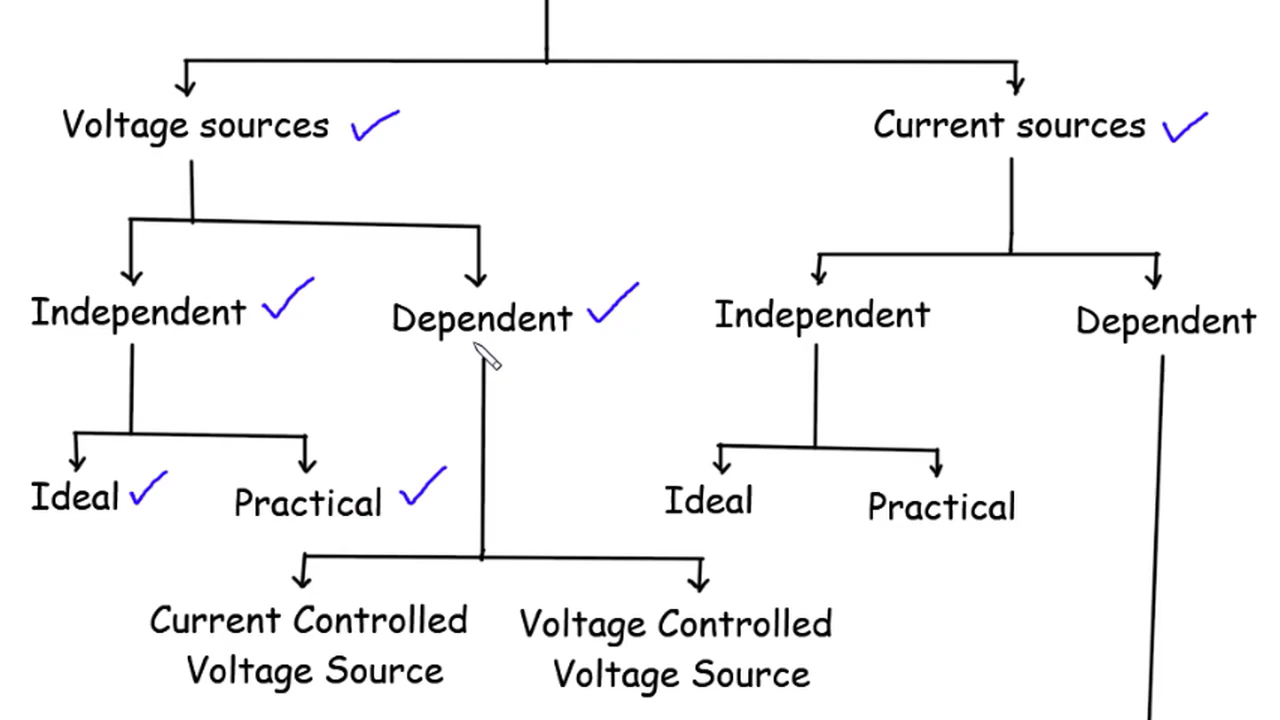 Voltage sources
Current sources
Independent
Dependent
Independent
Dependent
Ideal
Practical
Ideal
Practical
Current Controlled
Voltage Source
Voltage Controlled
Voltage Source